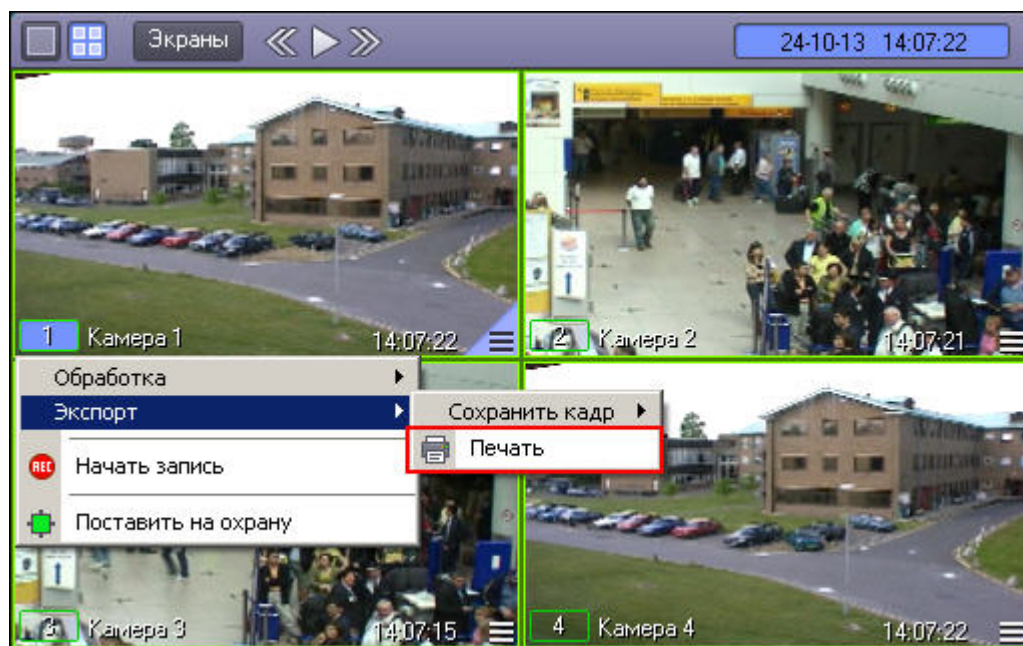 Экраны 24-10-13 14:07:22
1 Камера 1 14:07:22
2 Камера 2 14:07:21
Обработка
Экспорт
Сохранить кадр
Печать
Начать запись
Поставить на охрану
3 Камера 3 14:07:15
4 Камера 4 14:07:22